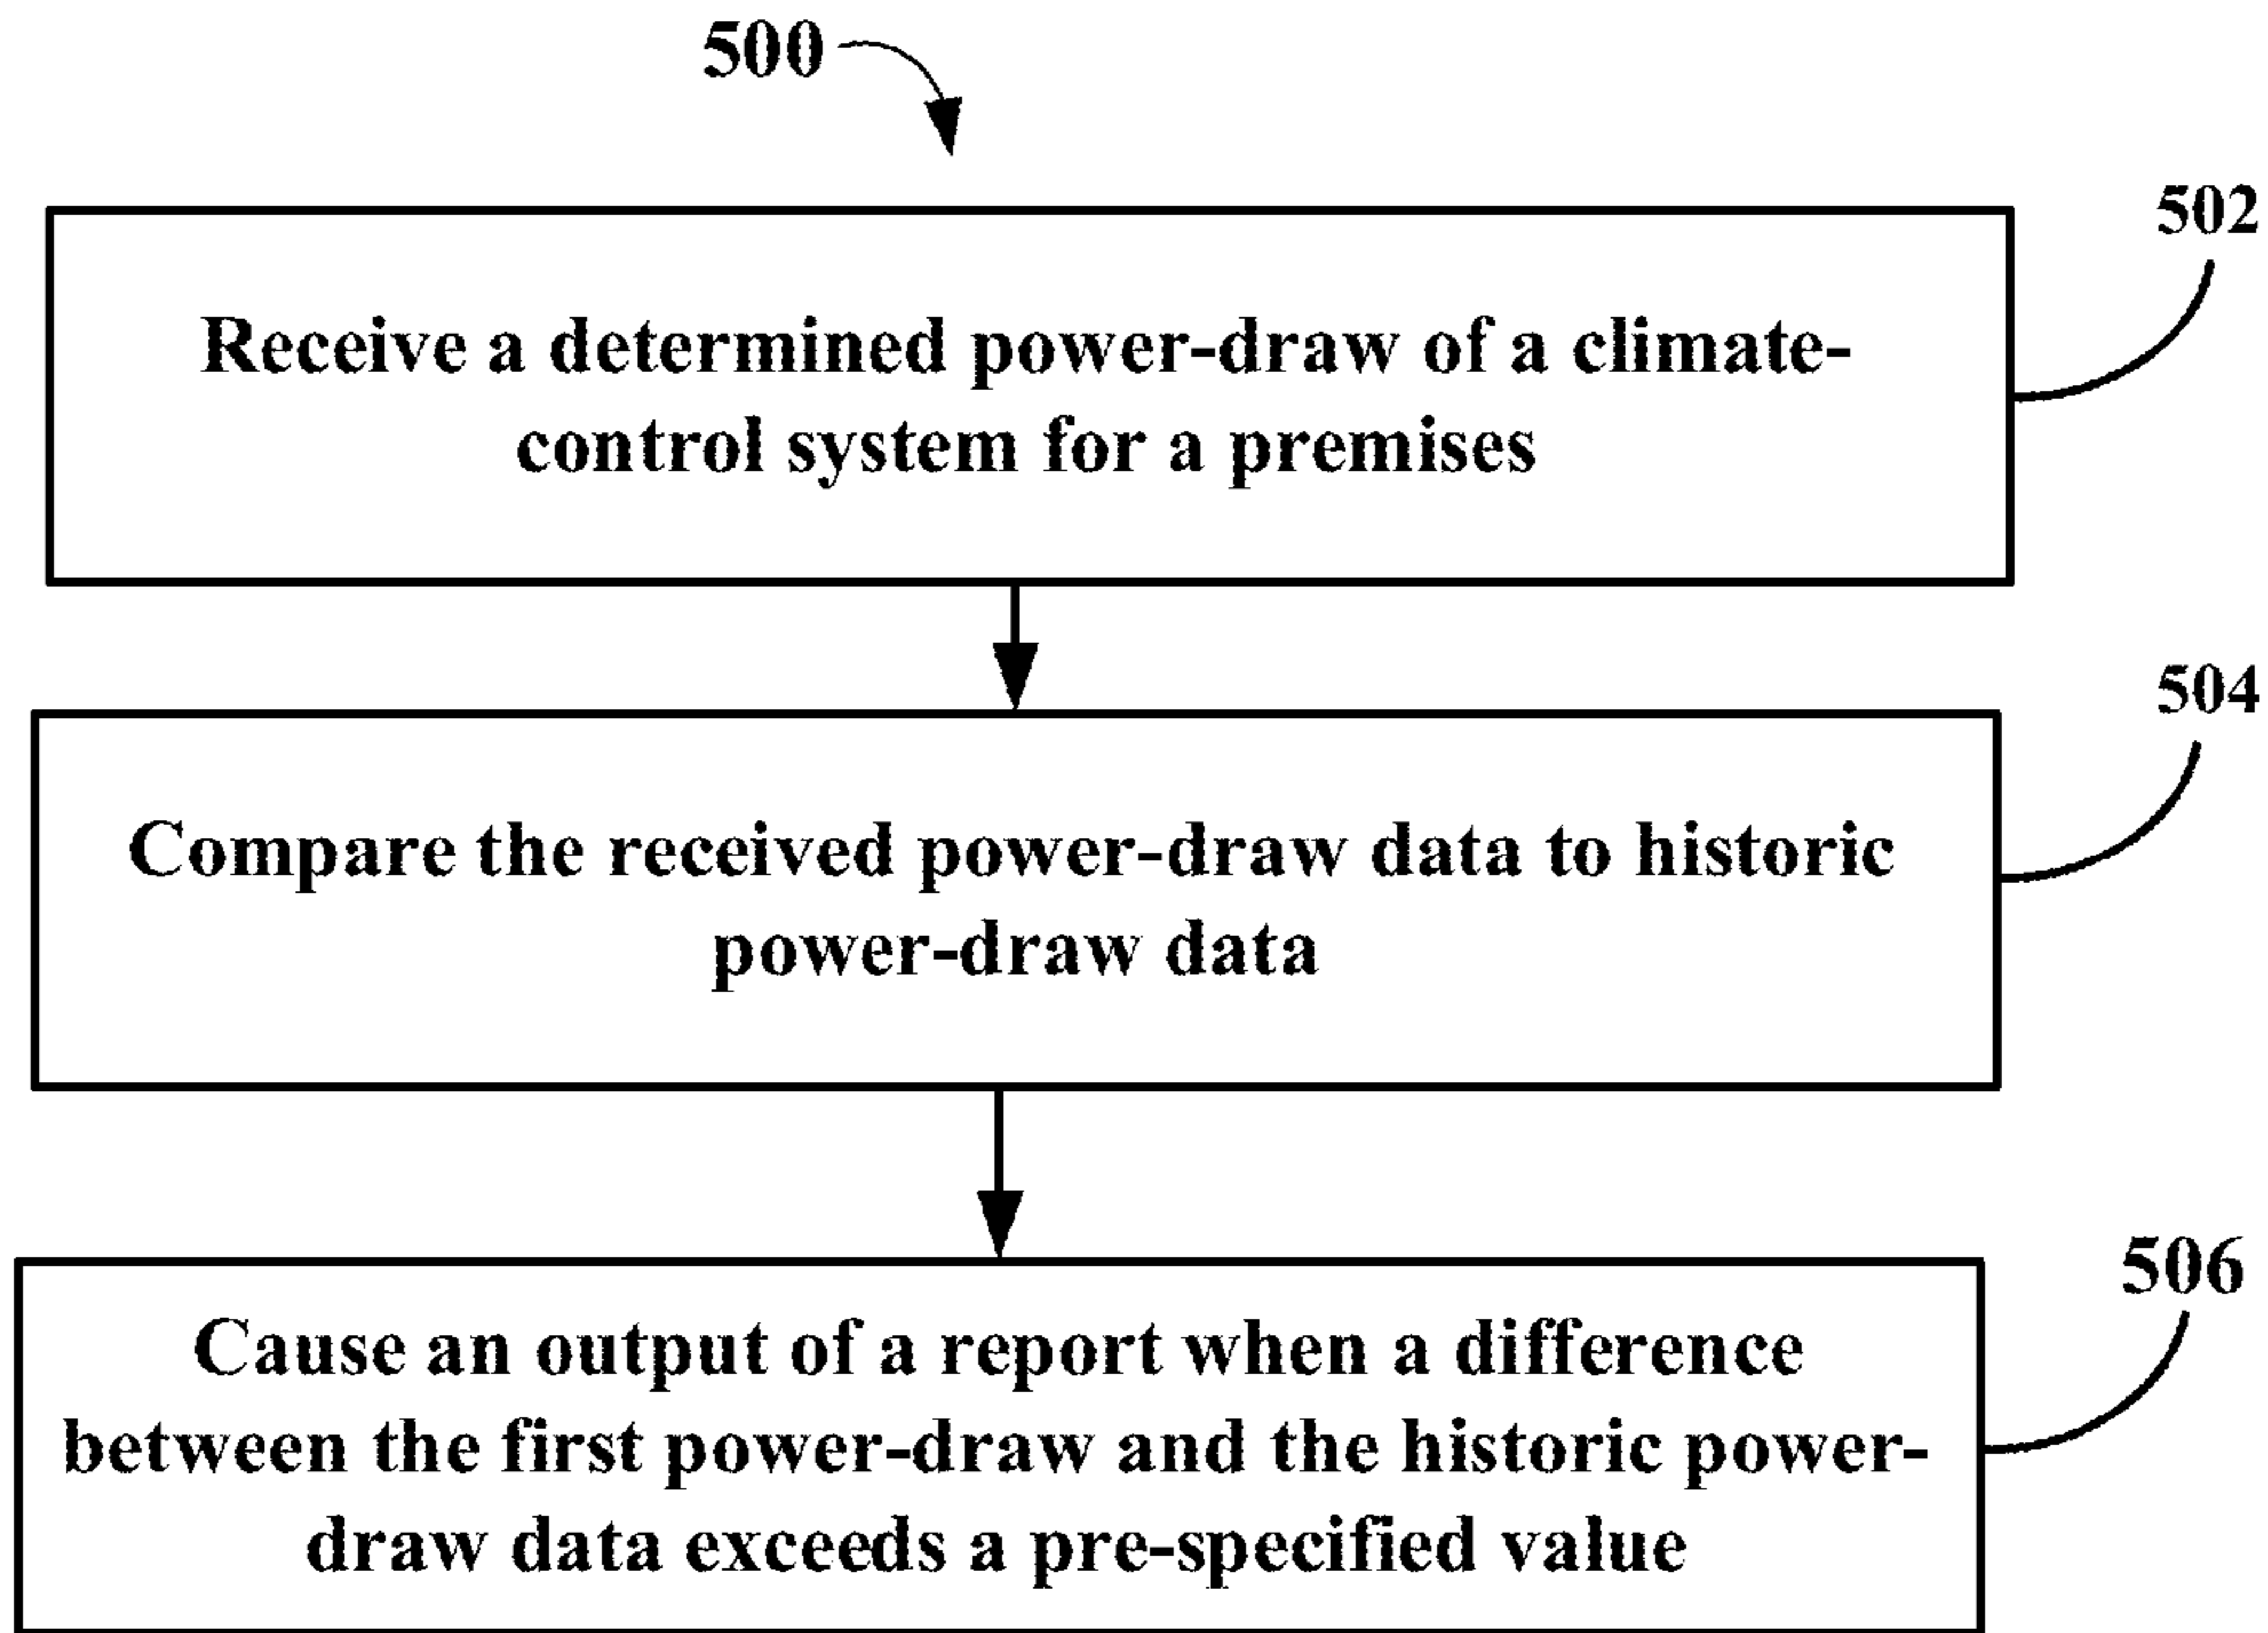 500
502
Receive a determined power-draw of a climate-
control system for a premises
504
Compare the received power-draw data to historic
power-draw data
506
Cause an output of a report when a difference
between the first power-draw and the historic power-
draw data exceeds a pre-specified value